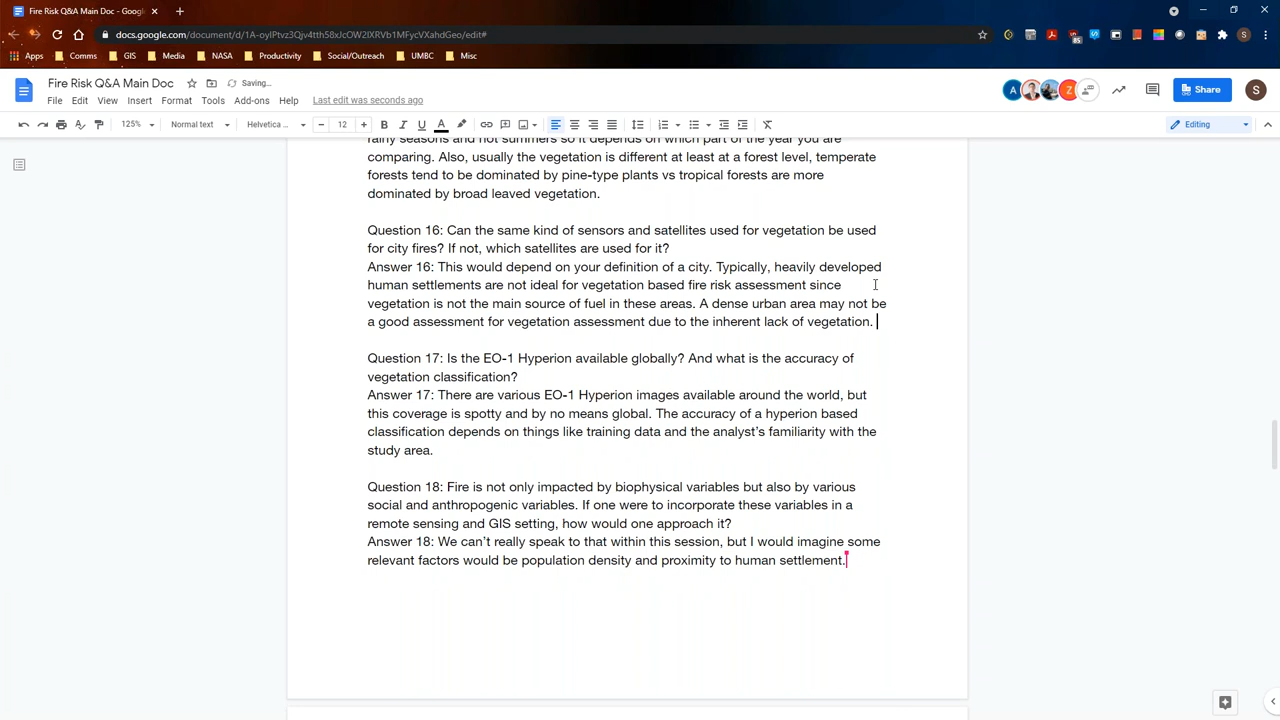 Fire Risk Q&A Main Doc - Google
docs.google.com/document/d/1A-oylPtvz3Qjv4tth58xJcOW2IXRVb1MFycVXahdGeo/edit#
Apps Comms GIS Media NASA Productivity Social/Outreach UMBC Misc
Fire Risk Q&A Main Doc Saving...
File Edit View Insert Format Tools Add-ons Help Last edit was seconds ago
A Z Share S
125% Normal text Helvetica ... 12 B I U A Editing
rainy seasons and not summers so it depends on which part of the year you are
comparing. Also, usually the vegetation is different at least at a forest level, temperate
forests tend to be dominated by pine-type plants vs tropical forests are more
dominated by broad leaved vegetation.
Question 16: Can the same kind of sensors and satellites used for vegetation be used
for city fires? If not, which satellites are used for it?
Answer 16: This would depend on your definition of a city. Typically, heavily developed
human settlements are not ideal for vegetation based fire risk assessment since
vegetation is not the main source of fuel in these areas. A dense urban area may not be
a good assessment for vegetation assessment due to the inherent lack of vegetation.
Question 17: Is the EO-1 Hyperion available globally? And what is the accuracy of
vegetation classification?
Answer 17: There are various EO-1 Hyperion images available around the world, but
this coverage is spotty and by no means global. The accuracy of a hyperion based
classification depends on things like training data and the analyst's familiarity with the
study area.
Question 18: Fire is not only impacted by biophysical variables but also by various
social and anthropogenic variables. If one were to incorporate these variables in a
remote sensing and GIS setting, how would one approach it?
Answer 18: We can't really speak to that within this session, but I would imagine some
relevant factors would be population density and proximity to human settlement.